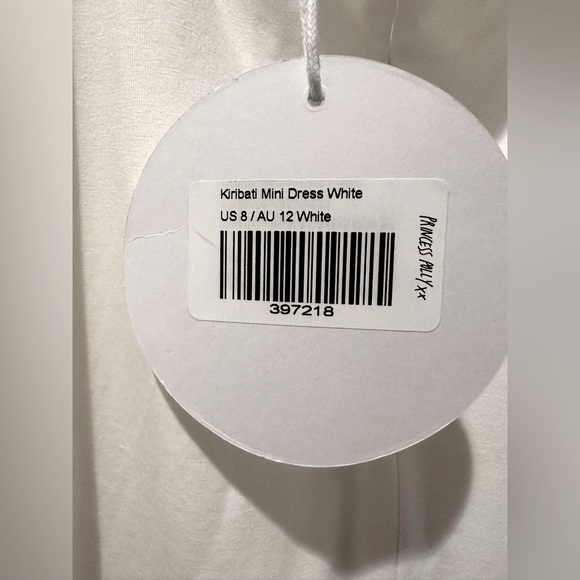 Kiribati Mini Dress White
US 8 / AU 12 White
397218
PRINCESS POLLY xx